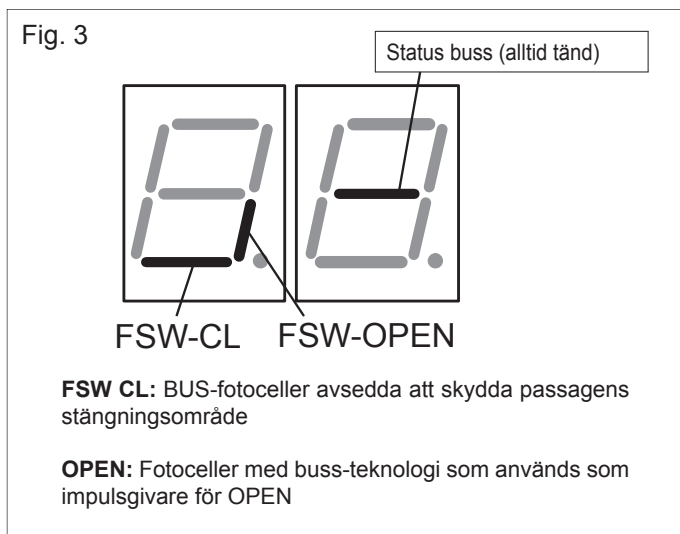 Fig. 3
Status buss (alltid tänd)
FSW-CL FSW-OPEN
FSW CL: BUS-fotoceller avsedda att skydda passagens
stängningsområde
OPEN: Fotoceller med buss-teknologi som används som
impulsgivare för OPEN